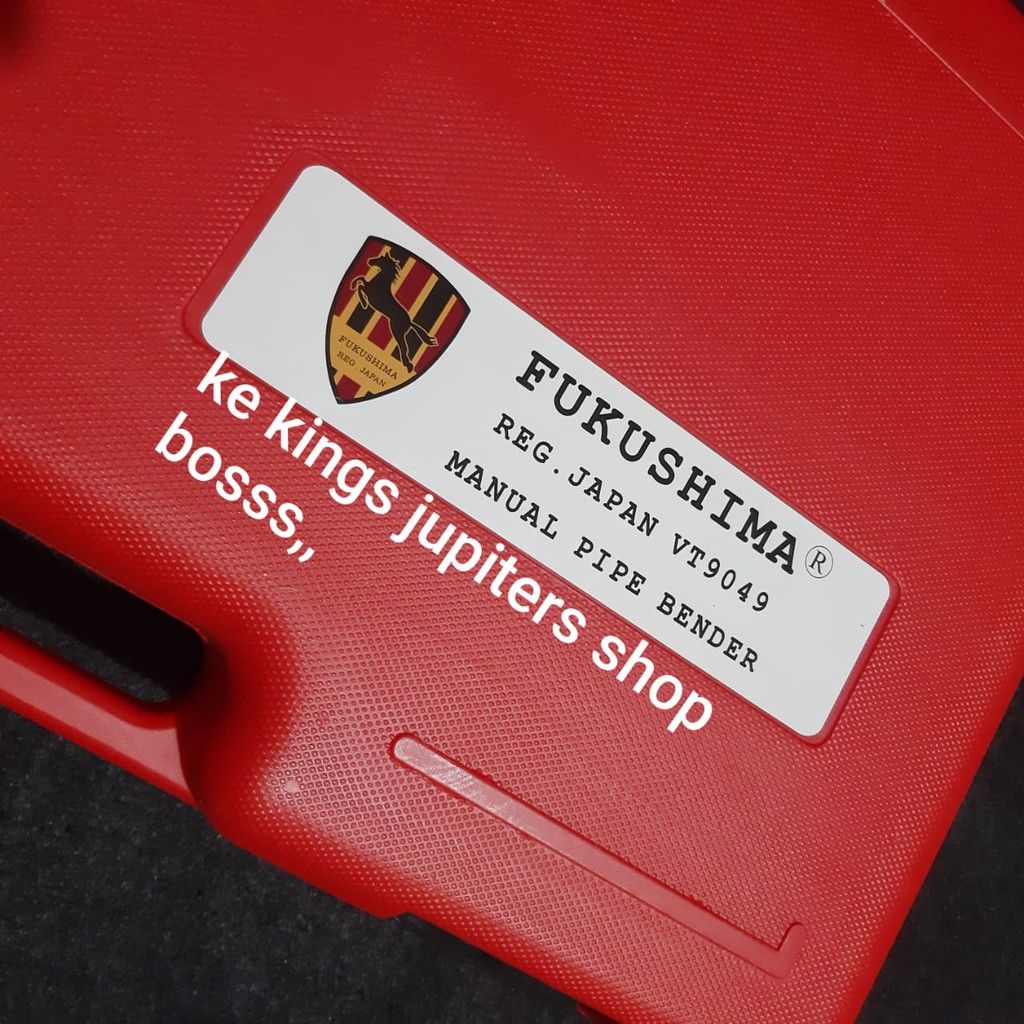 FUKUSHIMA
REG JAPAN
FUKUSHIMA®
REG.JAPAN VT9049
MANUAL PIPE BENDER
ke kings jupiters shop
bosss,,